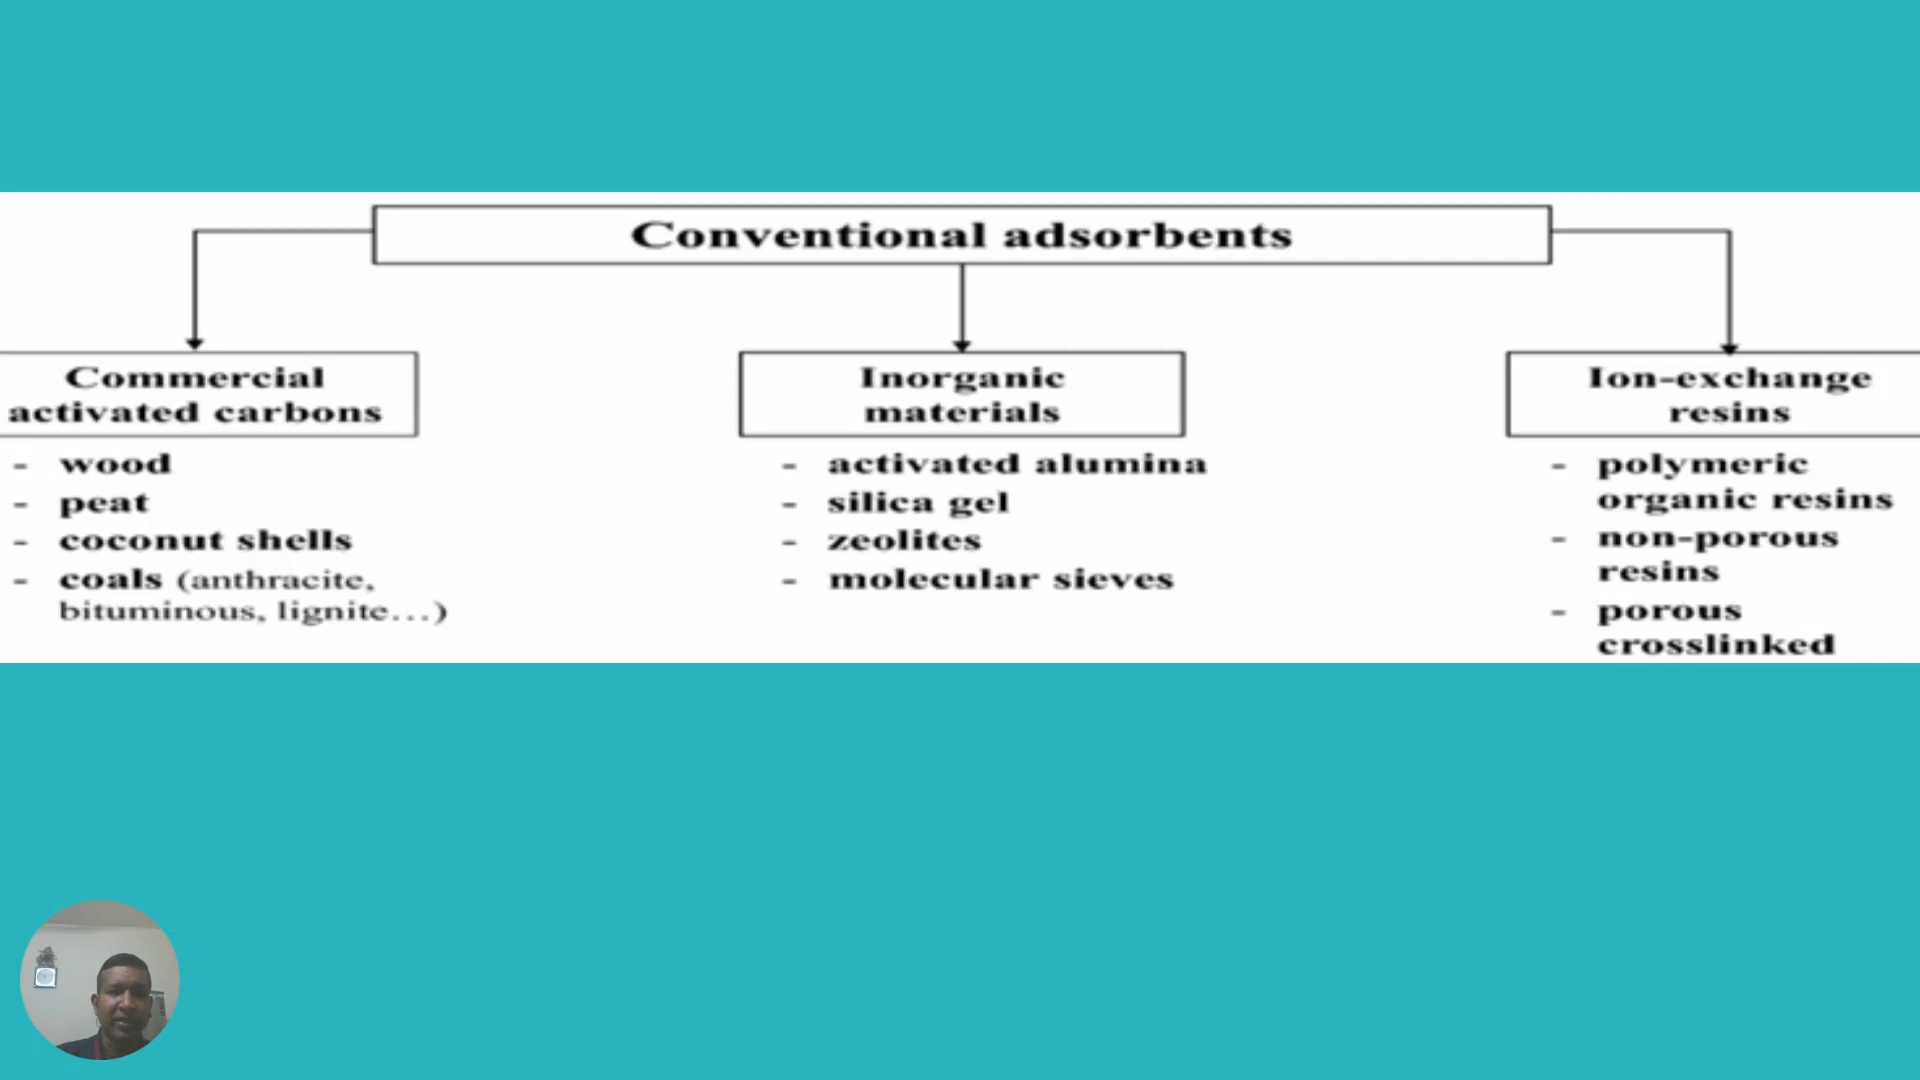 Conventional adsorbents
Commercial
activated carbons
- wood
- peat
- coconut shells
- coals (anthracite,
bituminous, lignite...)
Inorganic
materials
- activated alumina
- silica gel
- zeolites
- molecular sieves
Ion-exchange
resins
- polymeric
organic resins
- non-porous
resins
- porous
crosslinked